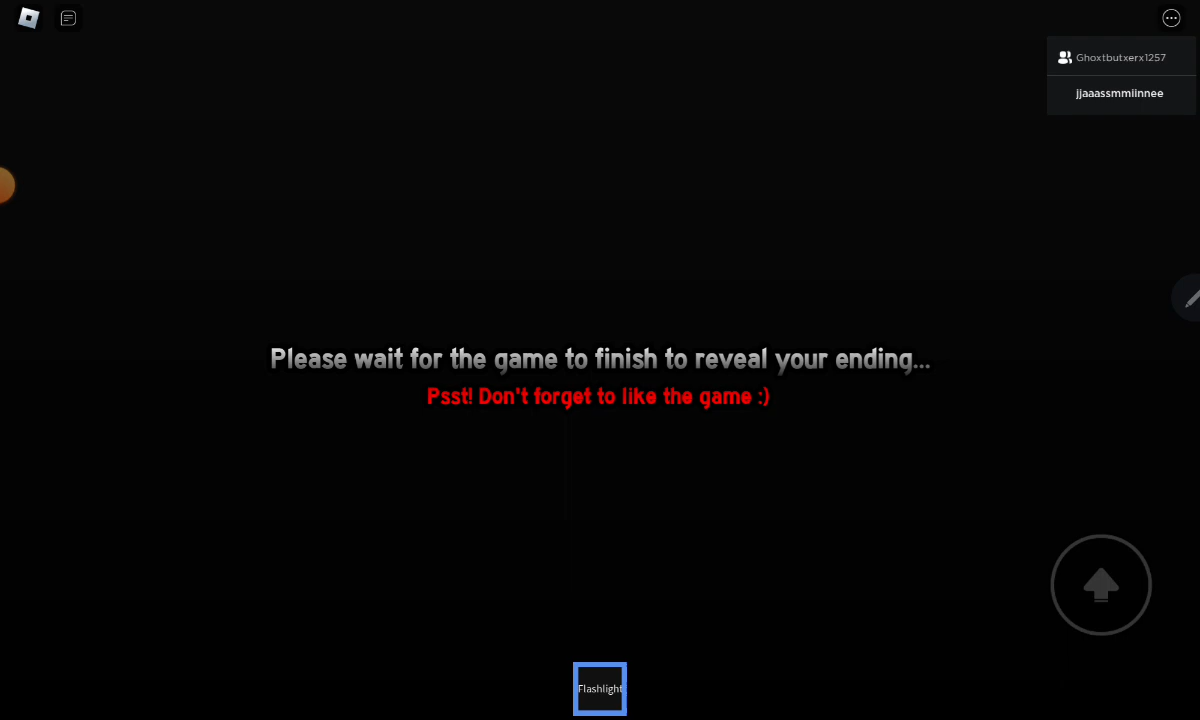 Ghoxtbutxerx1257
jjaaassmmiinnee
Please wait for the game to finish to reveal your ending...
Psst! Don't forget to like the game :)
Flashlight